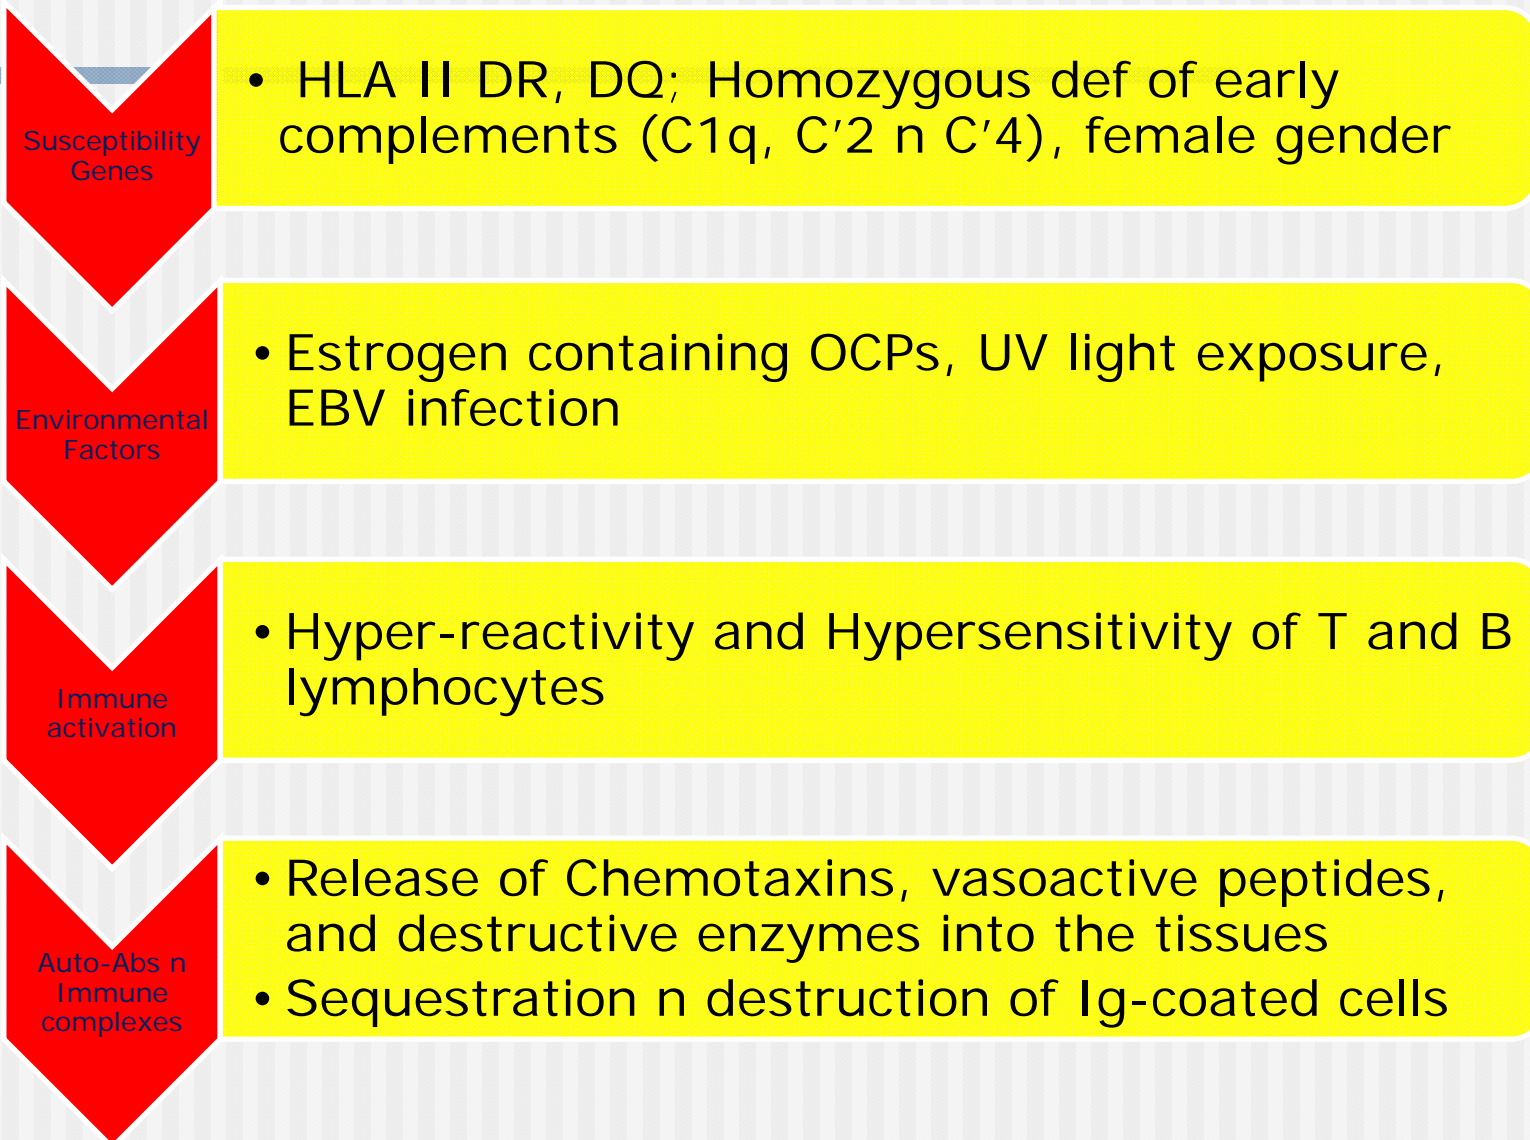 Susceptibility
Genes
• HLA II DR, DQ; Homozygous def of early
complements (C1q, C’2 n C’4), female gender
Environmental
Factors
• Estrogen containing OCPs, UV light exposure,
EBV infection
Immune
activation
• Hyper-reactivity and Hypersensitivity of T and B
lymphocytes
Auto-Abs n
Immune
complexes
• Release of Chemotaxins, vasoactive peptides,
and destructive enzymes into the tissues
• Sequestration n destruction of Ig-coated cells